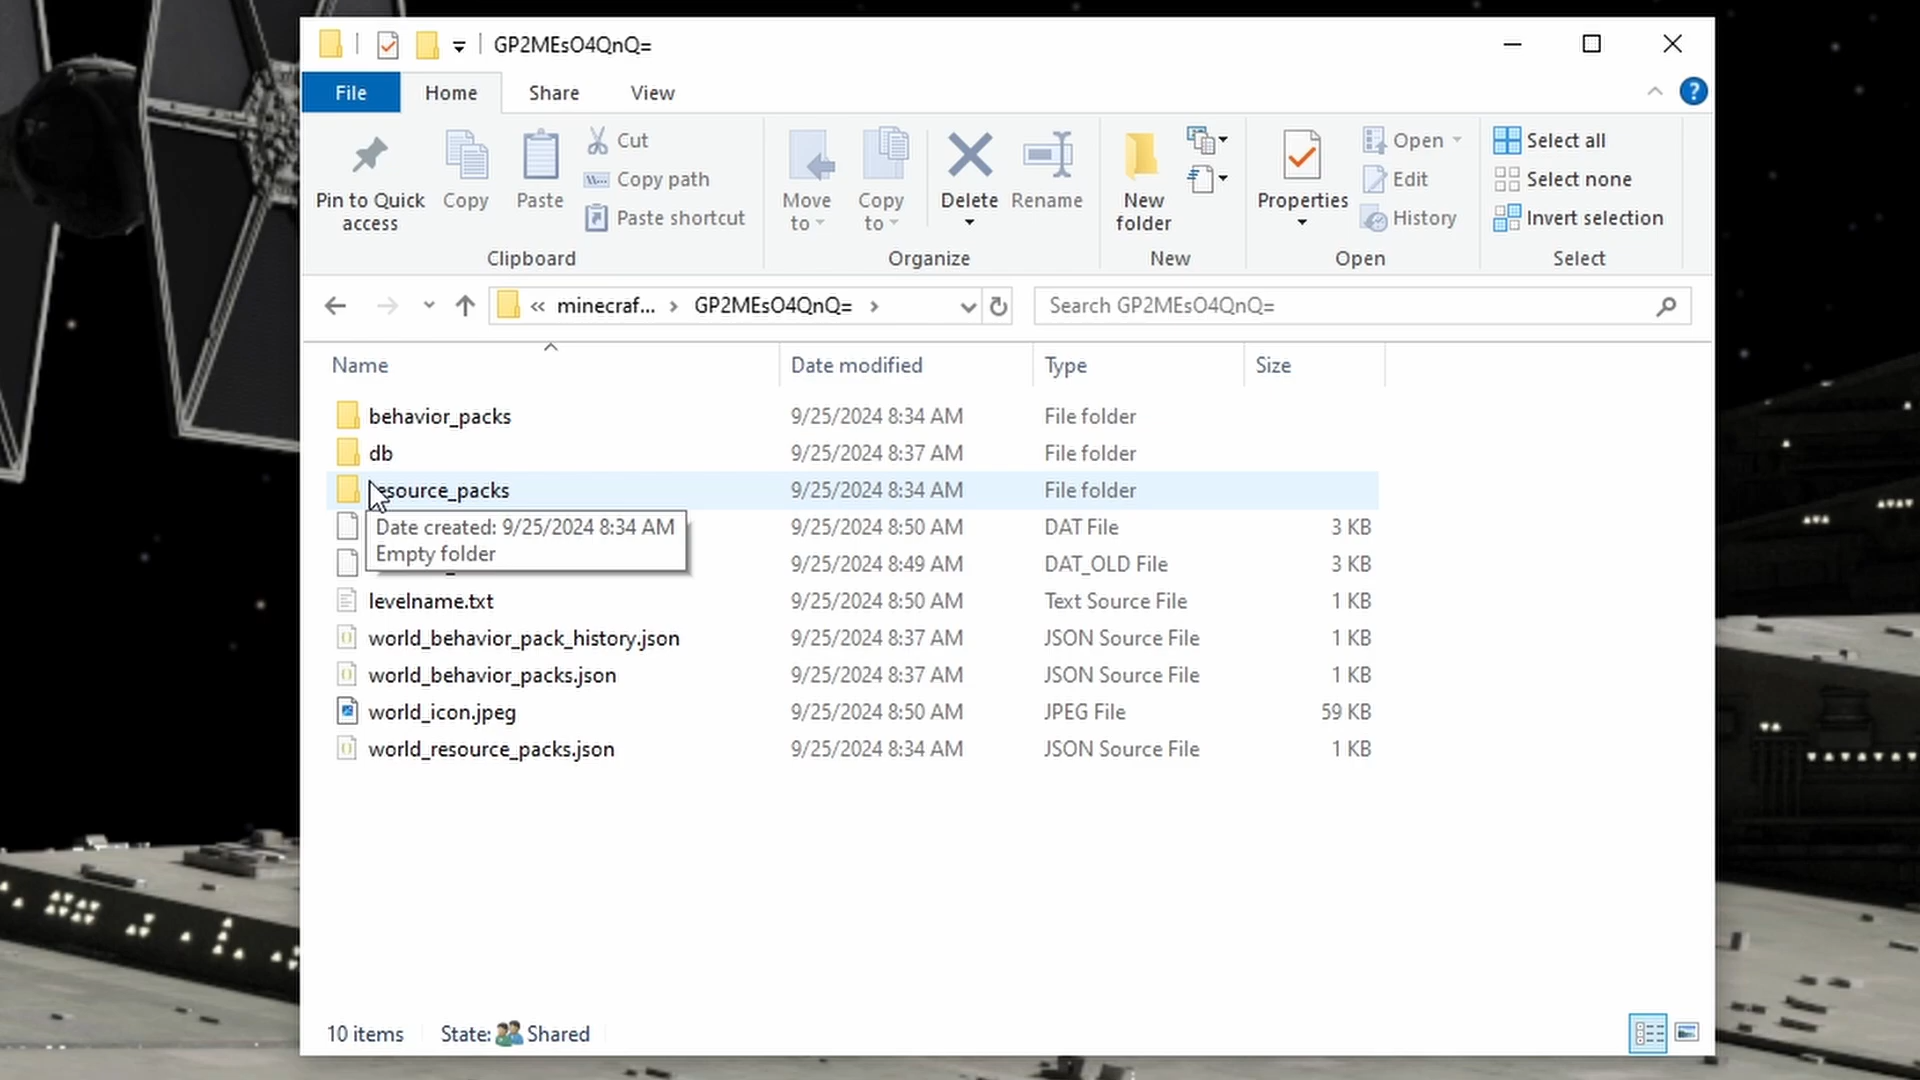 GP2MEsO4QnQ=
File Home Share View
Pin to Quick access
Copy
Paste
Cut
Copy path
Paste shortcut
Move to
Copy to
Delete
Rename
New folder
Properties
Open
Edit
History
Select all
Select none
Invert selection
Clipboard Organize New Open Select
« minecraf... > GP2MEsO4QnQ= >
Search GP2MEsO4QnQ=
Name Date modified Type Size
behavior_packs 9/25/2024 8:34 AM File folder
db 9/25/2024 8:37 AM File folder
esource_packs 9/25/2024 8:34 AM File folder
Date created: 9/25/2024 8:34 AM
Empty folder
9/25/2024 8:50 AM DAT File 3 KB
9/25/2024 8:49 AM DAT_OLD File 3 KB
levelname.txt 9/25/2024 8:50 AM Text Source File 1 KB
world_behavior_pack_history.json 9/25/2024 8:37 AM JSON Source File 1 KB
world_behavior_packs.json 9/25/2024 8:37 AM JSON Source File 1 KB
world_icon.jpeg 9/25/2024 8:50 AM JPEG File 59 KB
world_resource_packs.json 9/25/2024 8:34 AM JSON Source File 1 KB
10 items State: Shared